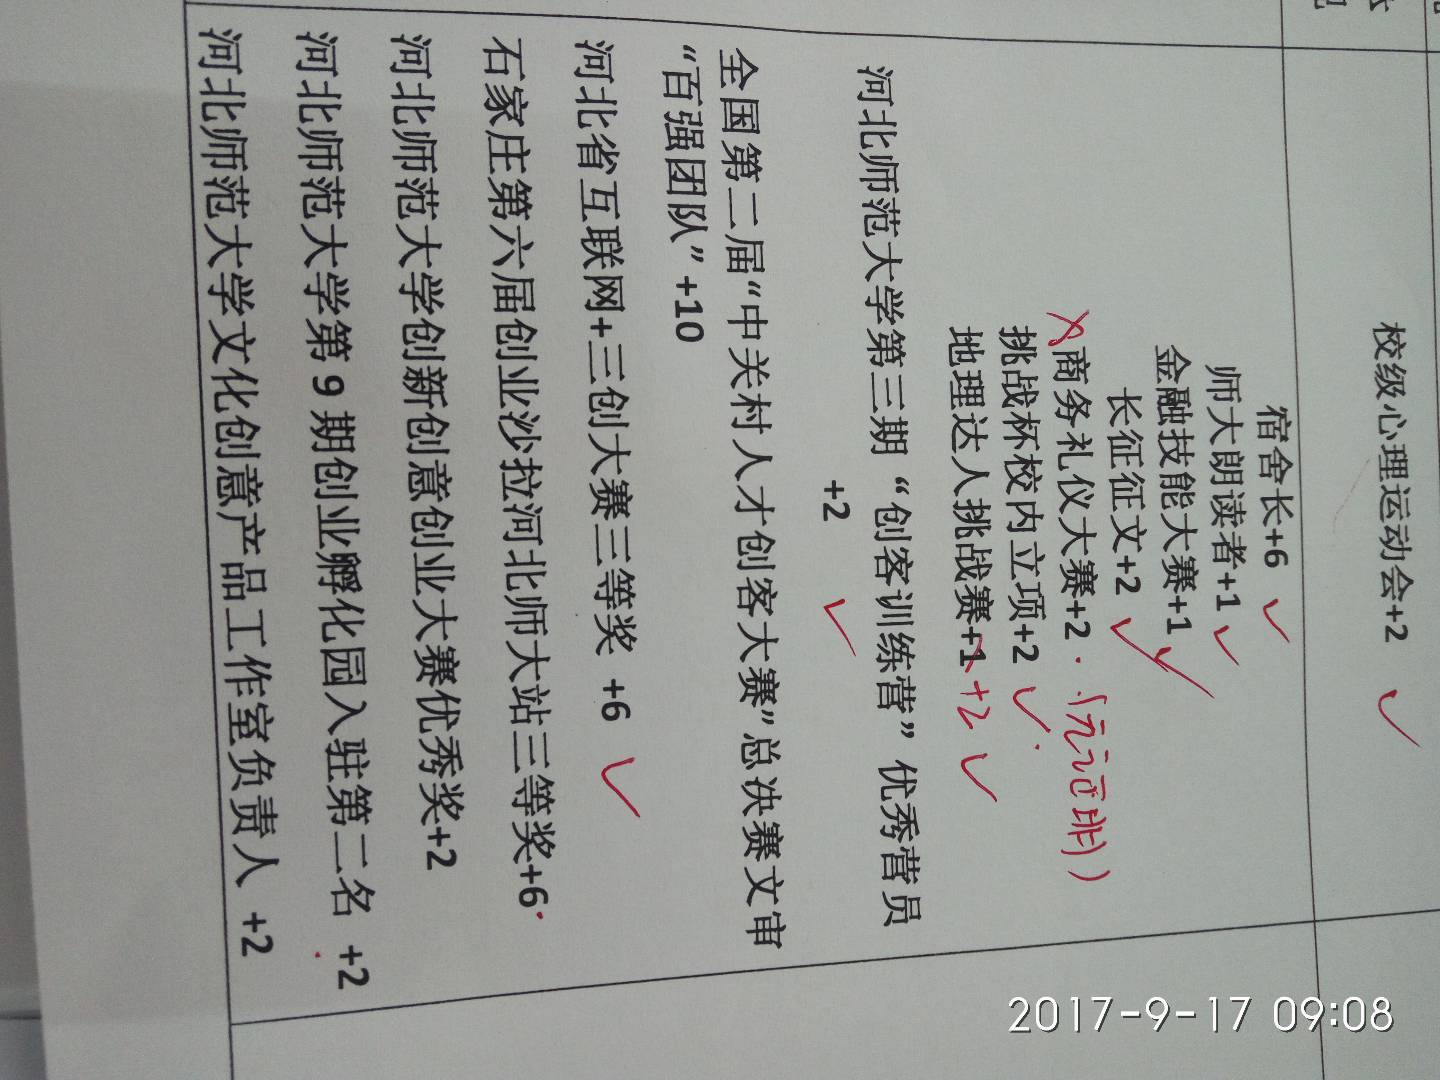 校级心理运动会+2
宿舍长+6
师大朗读者+1
金融技能大赛+1
长征征文+2
商务礼仪大赛+2 (无证明)
挑战杯校内立项+2
地理达人挑战赛+1 +2
河北师范大学第三期“创客训练营”优秀营员
+2
全国第二届“中关村人才创客大赛”总决赛文审
“百强团队”+10
河北省互联网+三创大赛三等奖 +6
石家庄第六届创业沙拉河北师大站三等奖+6
河北师范大学创新创意创业大赛优秀奖+2
河北师范大学第 9 期创业孵化园入驻第二名 +2
河北师范大学文化创意产品工作室负责人 +2
2017-9-17 09:08